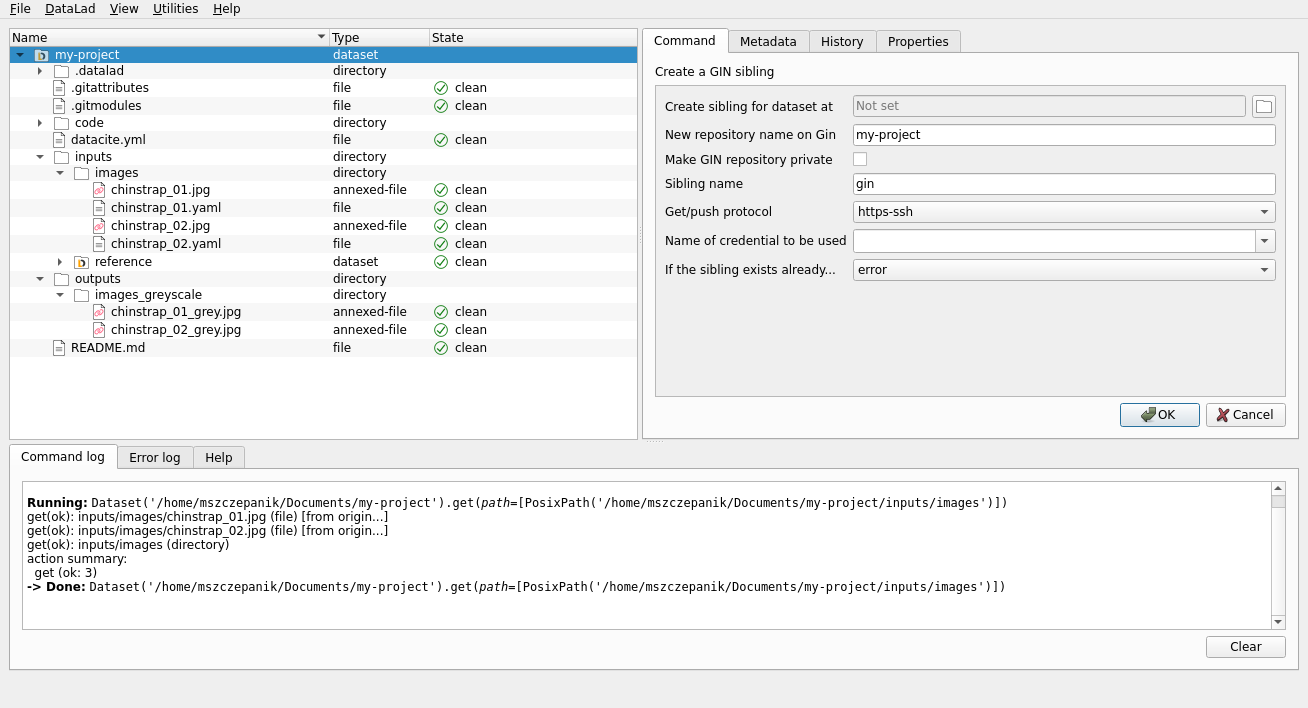 File DataLad View Utilities Help
Name Type State
my-project dataset
.datalad directory
.gitattributes file clean
.gitmodules file clean
code directory
datacite.yml file clean
inputs directory
images directory
chinstrap_01.jpg annexed-file clean
chinstrap_01.yaml file clean
chinstrap_02.jpg annexed-file clean
chinstrap_02.yaml file clean
reference dataset clean
outputs directory
images_greyscale directory
chinstrap_01_grey.jpg annexed-file clean
chinstrap_02_grey.jpg annexed-file clean
README.md file clean
Command Metadata History Properties
Create a GIN sibling
Create sibling for dataset at Not set
New repository name on Gin my-project
Make GIN repository private
Sibling name gin
Get/push protocol https-ssh
Name of credential to be used
If the sibling exists already... error
OK Cancel
Command log Error log Help
Running: Dataset('/home/mszczepanik/Documents/my-project').get(path=[PosixPath('/home/mszczepanik/Documents/my-project/inputs/images')])
get(ok): inputs/images/chinstrap_01.jpg (file) [from origin...]
get(ok): inputs/images/chinstrap_02.jpg (file) [from origin...]
get(ok): inputs/images (directory)
action summary:
get (ok: 3)
-> Done: Dataset('/home/mszczepanik/Documents/my-project').get(path=[PosixPath('/home/mszczepanik/Documents/my-project/inputs/images')])
Clear